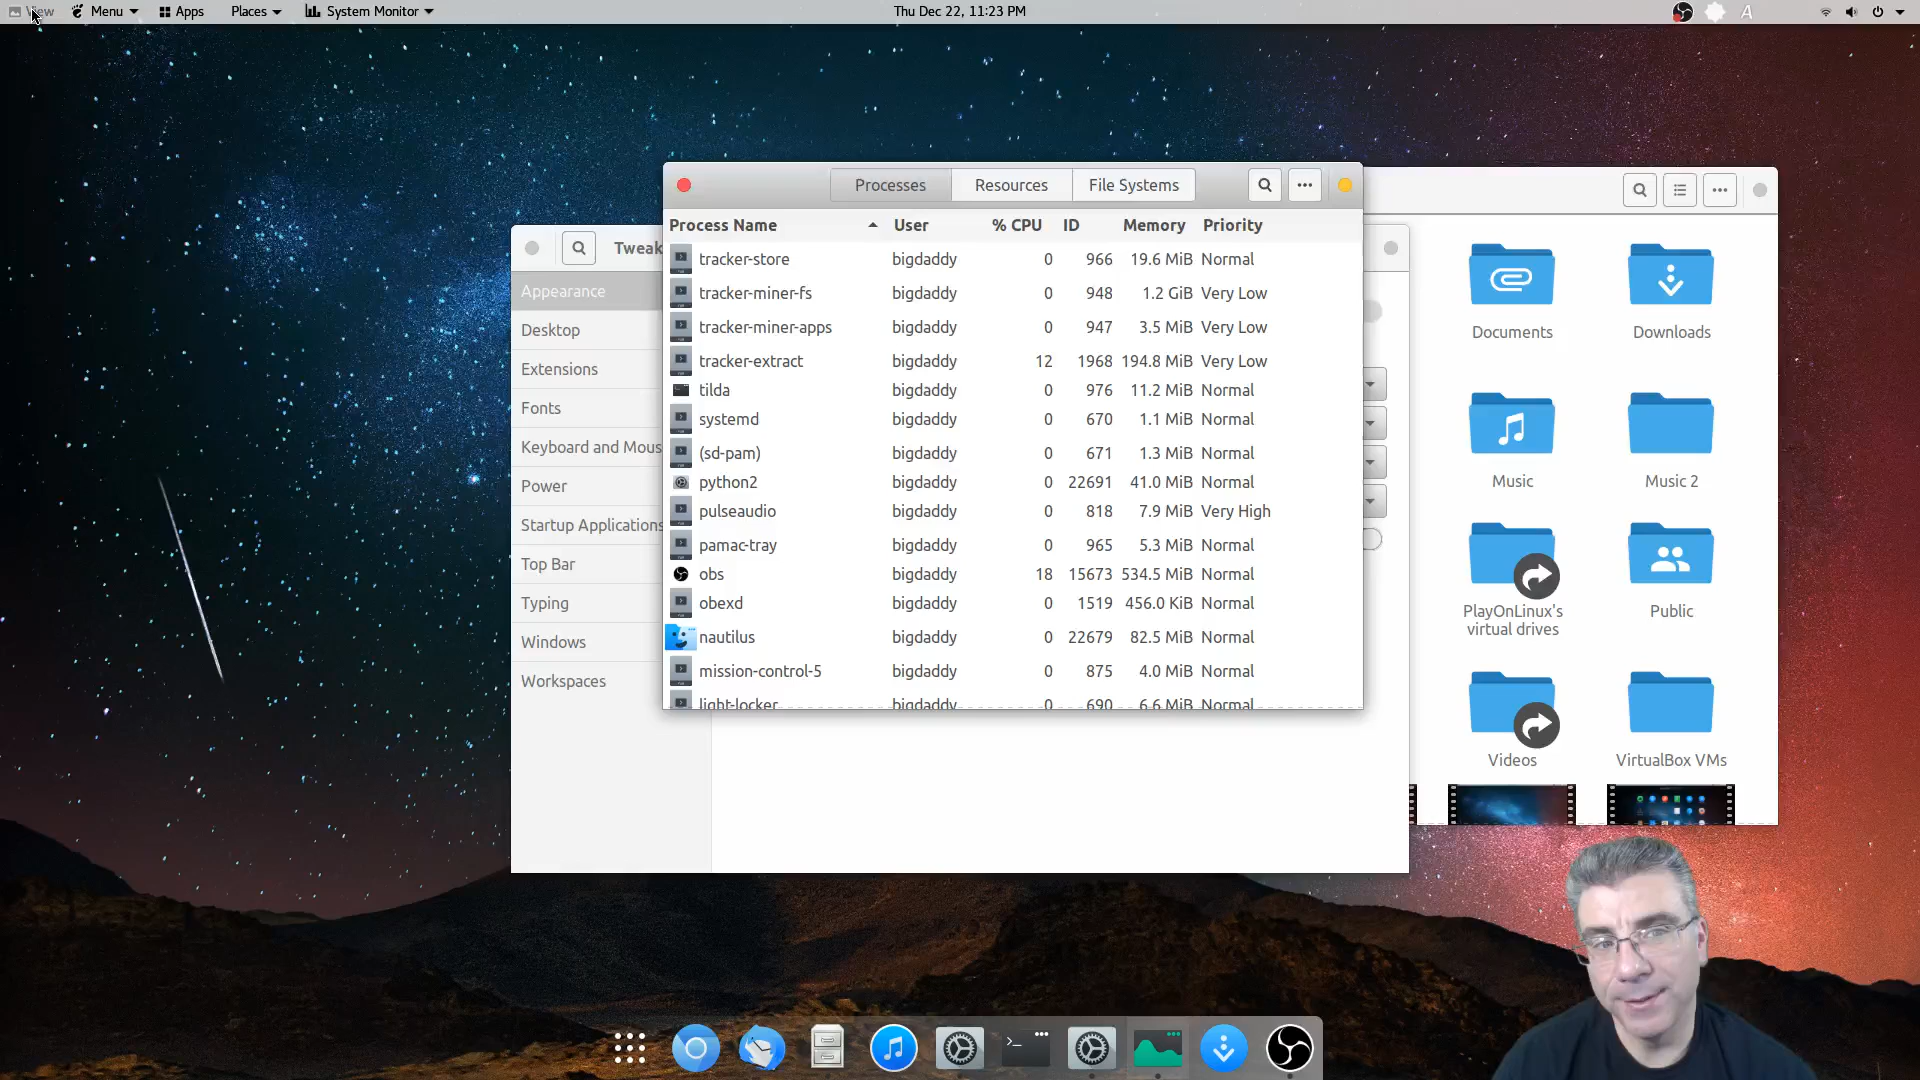 View Menu Apps Places System Monitor Thu Dec 22, 11:23 PM A
Processes Resources File Systems
Process Name User % CPU ID Memory Priority
tracker-store bigdaddy 0 966 19.6 MiB Normal
tracker-miner-fs bigdaddy 0 948 1.2 GiB Very Low
tracker-miner-apps bigdaddy 0 947 3.5 MiB Very Low
tracker-extract bigdaddy 12 1968 194.8 MiB Very Low
tilda bigdaddy 0 976 11.2 MiB Normal
systemd bigdaddy 0 670 1.1 MiB Normal
(sd-pam) bigdaddy 0 671 1.3 MiB Normal
python2 bigdaddy 0 22691 41.0 MiB Normal
pulseaudio bigdaddy 0 818 7.9 MiB Very High
pamac-tray bigdaddy 0 965 5.3 MiB Normal
obs bigdaddy 18 15673 534.5 MiB Normal
obexd bigdaddy 0 1519 456.0 KiB Normal
nautilus bigdaddy 0 22679 82.5 MiB Normal
mission-control-5 bigdaddy 0 875 4.0 MiB Normal
light-locker bigdaddy 0 690 6.6 MiB Normal
Tweak
Appearance
Desktop
Extensions
Fonts
Keyboard and Mous
Power
Startup Applications
Top Bar
Typing
Windows
Workspaces
Documents Downloads
Music Music 2
PlayOnLinux's
virtual drives
Public
Videos VirtualBox VMs